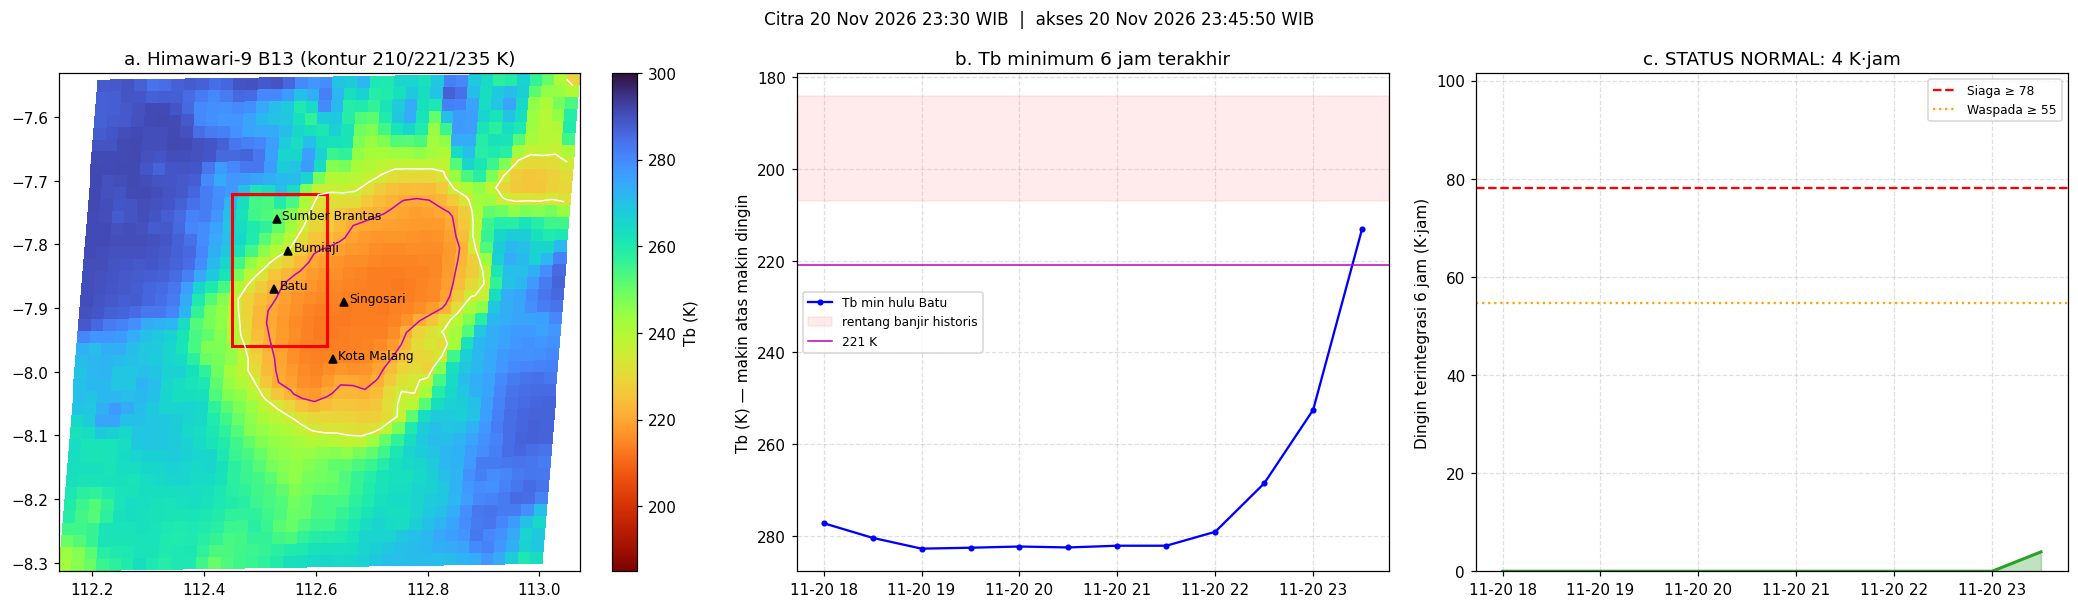 Citra 20 Nov 2026 23:30 WIB | akses 20 Nov 2026 23:45:50 WIB
a. Himawari-9 B13 (kontur 210/221/235 K)
−7.6
−7.7
−7.8
−7.9
−8.0
−8.1
−8.2
−8.3
Sumber Brantas
Bumiaji
Batu
Singosari
Kota Malang
112.2
112.4
112.6
112.8
113.0
300
280
260
240
220
200
Tb (K)
b. Tb minimum 6 jam terakhir
Tb (K) — makin atas makin dingin
180
200
220
240
260
280
Tb min hulu Batu
rentang banjir historis
221 K
11-20 18
11-20 19
11-20 20
11-20 21
11-20 22
11-20 23
c. STATUS NORMAL: 4 K·jam
Dingin terintegrasi 6 jam (K·jam)
100
80
60
40
20
0
Siaga ≥ 78
Waspada ≥ 55
11-20 18
11-20 19
11-20 20
11-20 21
11-20 22
11-20 23